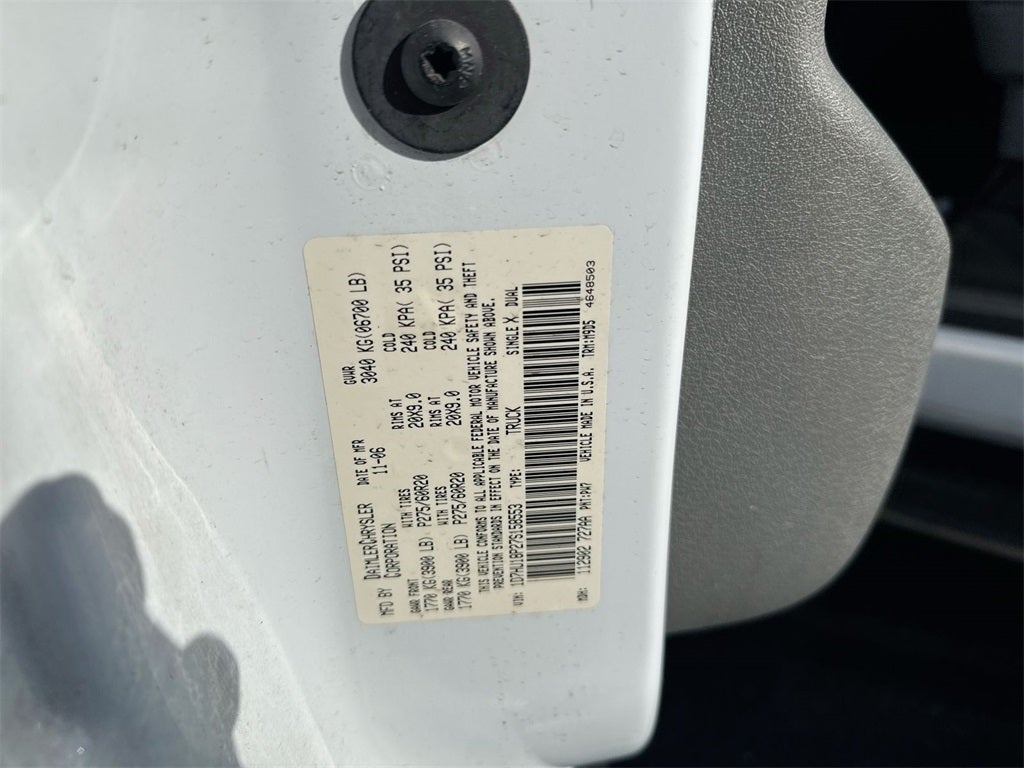 MFD BY DAIMLERCHRYSLER CORPORATION
DATE OF MFR 11-06
GVWR 3040 KG(06700 LB)
GAWR FRONT WITH TIRES RIMS AT COLD
1770 KG(3900 LB) P275/60R20 20X9.0 240 KPA( 35 PSI)
GAWR REAR WITH TIRES RIMS AT COLD
1770 KG(3900 LB) P275/60R20 20X9.0 240 KPA( 35 PSI)
THIS VEHICLE CONFORMS TO ALL APPLICABLE FEDERAL MOTOR VEHICLE SAFETY AND THEFT
PREVENTION STANDARDS IN EFFECT ON THE DATE OF MANUFACTURE SHOWN ABOVE.
VIN: 1D7HU18P27S158553 TYPE: TRUCK SINGLE X DUAL
MDH: 112902 727AA PNT:PW7 VEHICLE MADE IN U.S.A. TRM:M9D5 4648503